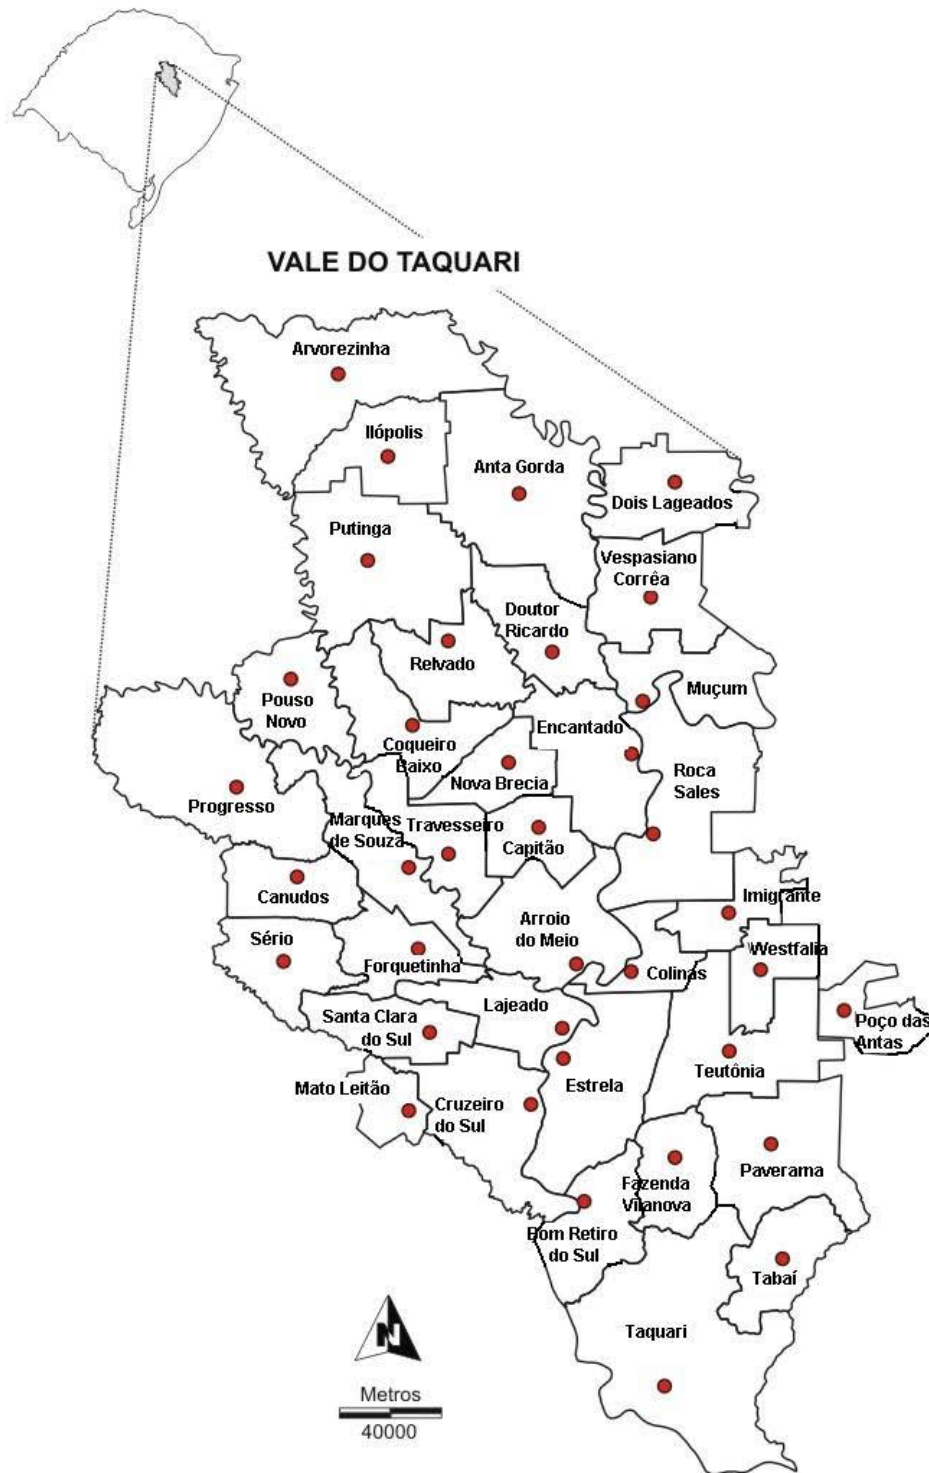 VALE DO TAQUARI
Arvorezinha
Ilópolis
Anta Gorda
Dois Lageados
Putinga
Vespasiano
Corrêa
Doutor
Ricardo
Relvado
Muçum
Pouso
Novo
Encantado
Coqueiro
Baixo
Nova Brecia
Roca
Sales
Progresso
Marques
de Souza
Travesseiro
Capitão
Canudos
Imigrante
Arroio
do Meio
Sério
Forquetinha
Westfalia
Colinas
Lajeado
Santa Clara
do Sul
Poço das
Antas
Teutônia
Estrela
Mato Leitão
Cruzeiro
do Sul
Paverama
Fazenda
Vilanova
Bom Retiro
do Sul
Tabaí
Taquari
N
Metros
40000